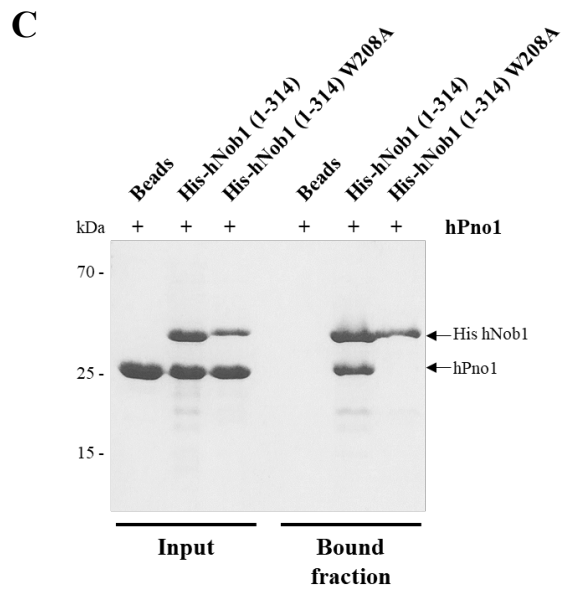 C
Beads
His-hNob1 (1-314)
His-hNob1 (1-314) W208A
Beads
His-hNob1 (1-314)
His-hNob1 (1-314) W208A
kDa + + + + + + hPno1
70 -
His hNob1
25 - hPno1
15 -
Input Bound
fraction